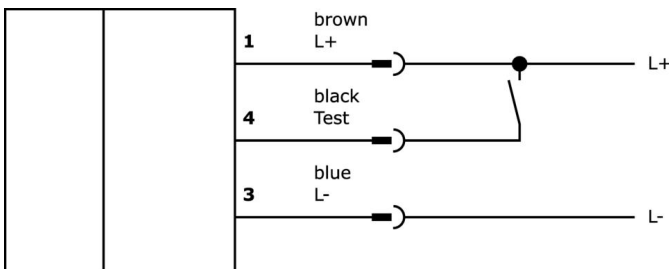 brown
1 L+
L+
black
4 Test
blue
3 L-
L-